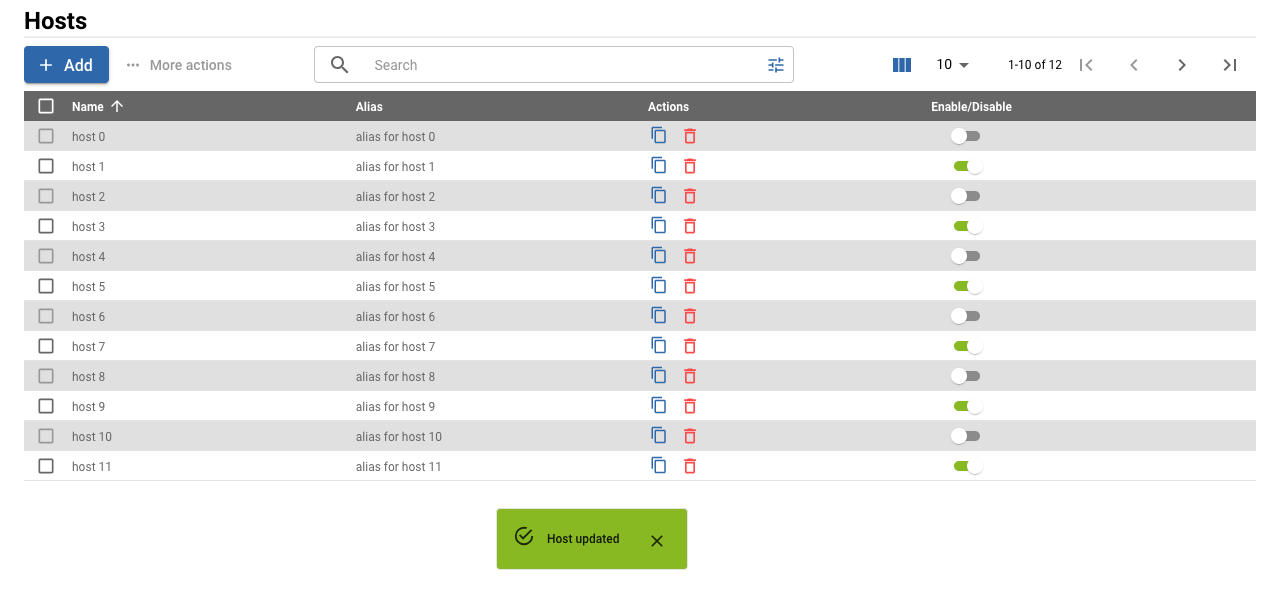 Hosts
Add
More actions
Search
10
1-10 of 12
Name Alias Actions Enable/Disable
host 0 alias for host 0
host 1 alias for host 1
host 2 alias for host 2
host 3 alias for host 3
host 4 alias for host 4
host 5 alias for host 5
host 6 alias for host 6
host 7 alias for host 7
host 8 alias for host 8
host 9 alias for host 9
host 10 alias for host 10
host 11 alias for host 11
Host updated